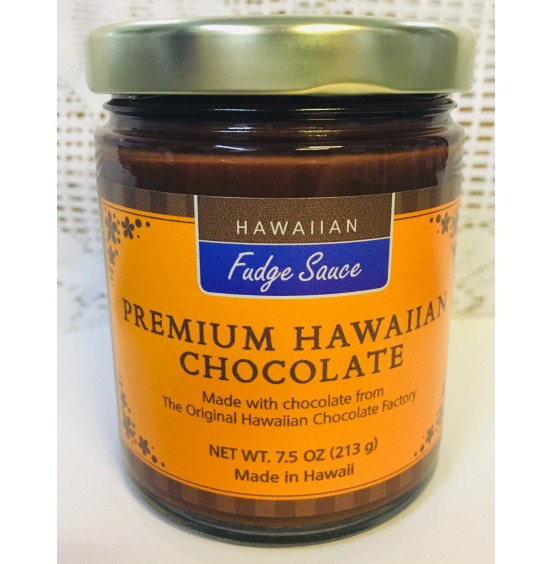 HAWAIIAN
Fudge Sauce
PREMIUM HAWAIIAN
CHOCOLATE
Made with chocolate from
The Original Hawaiian Chocolate Factory
NET WT. 7.5 OZ (213 g)
Made in Hawaii